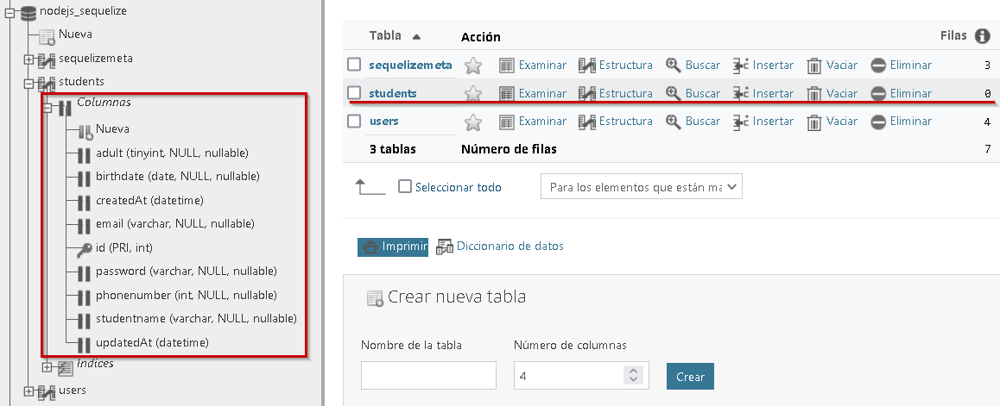 nodejs_sequelize
Nueva
sequelizemeta
students
Columnas
Nueva
adult (tinyint, NULL, nullable)
birthdate (date, NULL, nullable)
createdAt (datetime)
email (varchar, NULL, nullable)
id (PRI, int)
password (varchar, NULL, nullable)
phonenumber (int, NULL, nullable)
studentname (varchar, NULL, nullable)
updatedAt (datetime)
Índices
users
Tabla Acción Filas
sequelizemeta Examinar Estructura Buscar Insertar Vaciar Eliminar 3
students Examinar Estructura Buscar Insertar Vaciar Eliminar 0
users Examinar Estructura Buscar Insertar Vaciar Eliminar 4
3 tablas Número de filas 7
Seleccionar todo Para los elementos que están ma
Imprimir Diccionario de datos
Crear nueva tabla
Nombre de la tabla Número de columnas
4 Crear